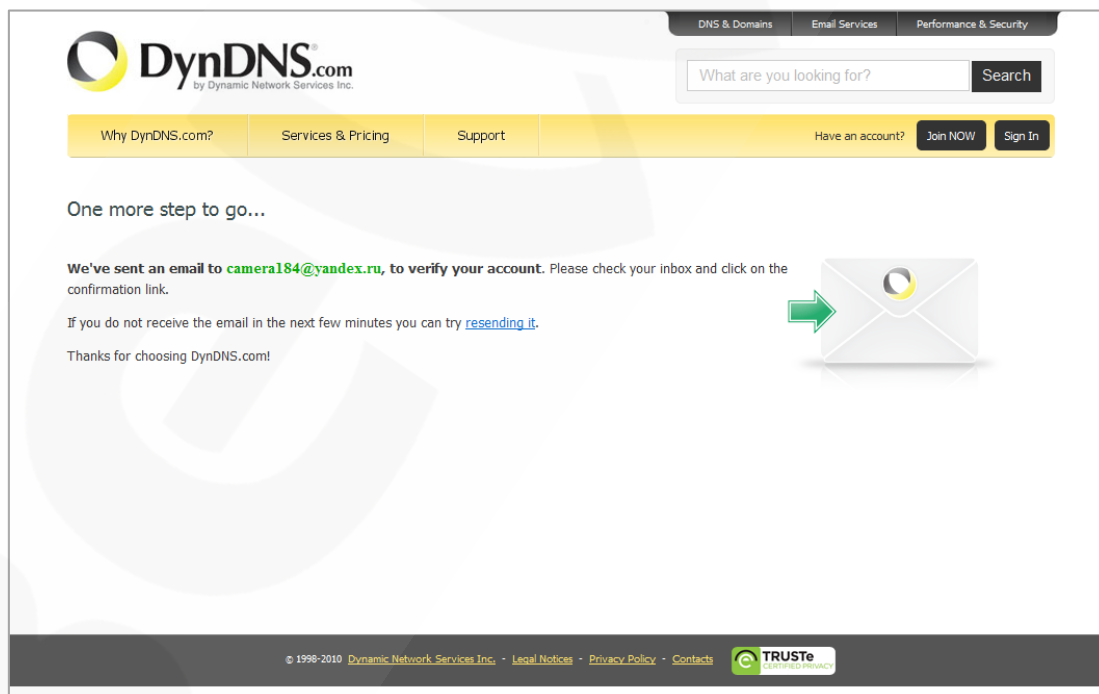 DNS & Domains Email Services Performance & Security
DynDNS.com
by Dynamic Network Services Inc.
What are you looking for? Search
Why DynDNS.com? Services & Pricing Support Have an account? Join NOW Sign In
One more step to go...
We've sent an email to camera184@yandex.ru, to verify your account. Please check your inbox and click on the
confirmation link.
If you do not receive the email in the next few minutes you can try resending it.
Thanks for choosing DynDNS.com!
© 1998-2010 Dynamic Network Services Inc. - Legal Notices - Privacy Policy - Contacts
TRUSTe
CERTIFIED PRIVACY